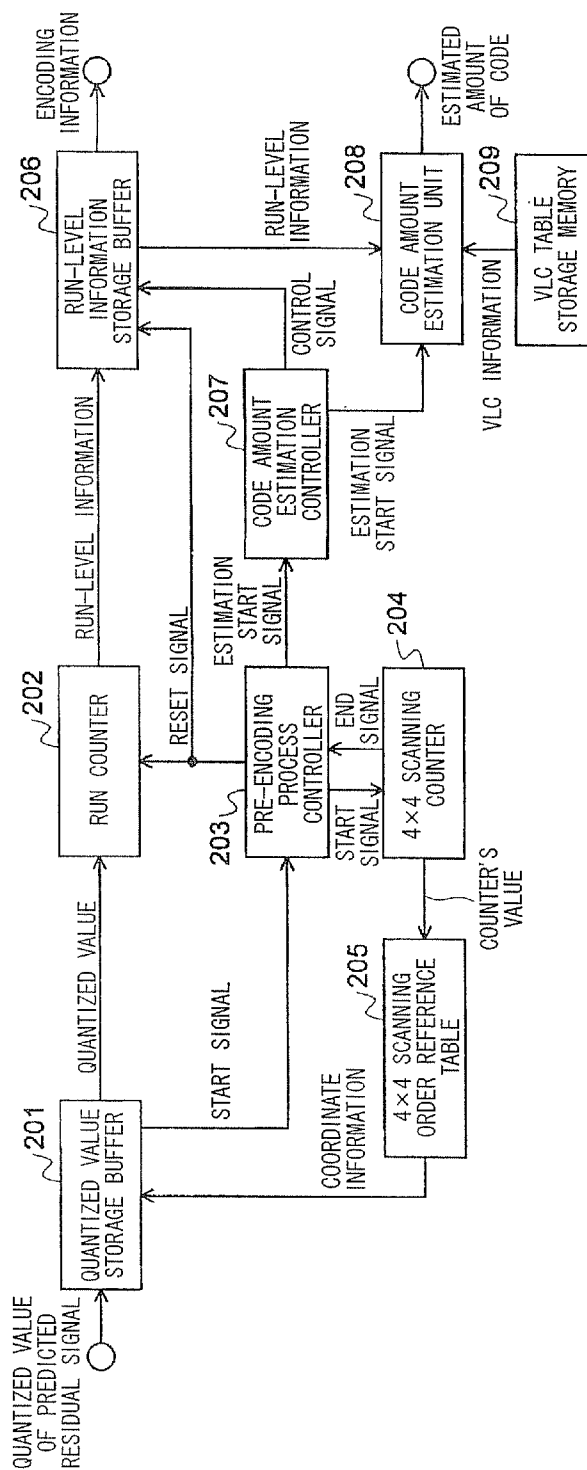 QUANTIZED VALUE
OF PREDICTED
RESIDUAL SIGNAL
201
QUANTIZED VALUE
STORAGE BUFFER
QUANTIZED VALUE
START SIGNAL
COORDINATE
INFORMATION
202
RUN COUNTER
RUN-LEVEL INFORMATION
RESET SIGNAL
203
PRE-ENCODING
PROCESS
CONTROLLER
START
SIGNAL
END
SIGNAL
204
4×4 SCANNING
COUNTER
COUNTER'S
VALUE
205
4×4 SCANNING
ORDER REFERENCE
TABLE
ESTIMATION
START
SIGNAL
206
RUN-LEVEL
INFORMATION
STORAGE BUFFER
ENCODING
INFORMATION
207
CODE AMOUNT
ESTIMATION
CONTROLLER
CONTROL
SIGNAL
RUN-LEVEL
INFORMATION
ESTIMATION
START SIGNAL
208
CODE AMOUNT
ESTIMATION UNIT
ESTIMATED
AMOUNT
OF CODE
VLC INFORMATION
209
VLC TABLE
STORAGE MEMORY